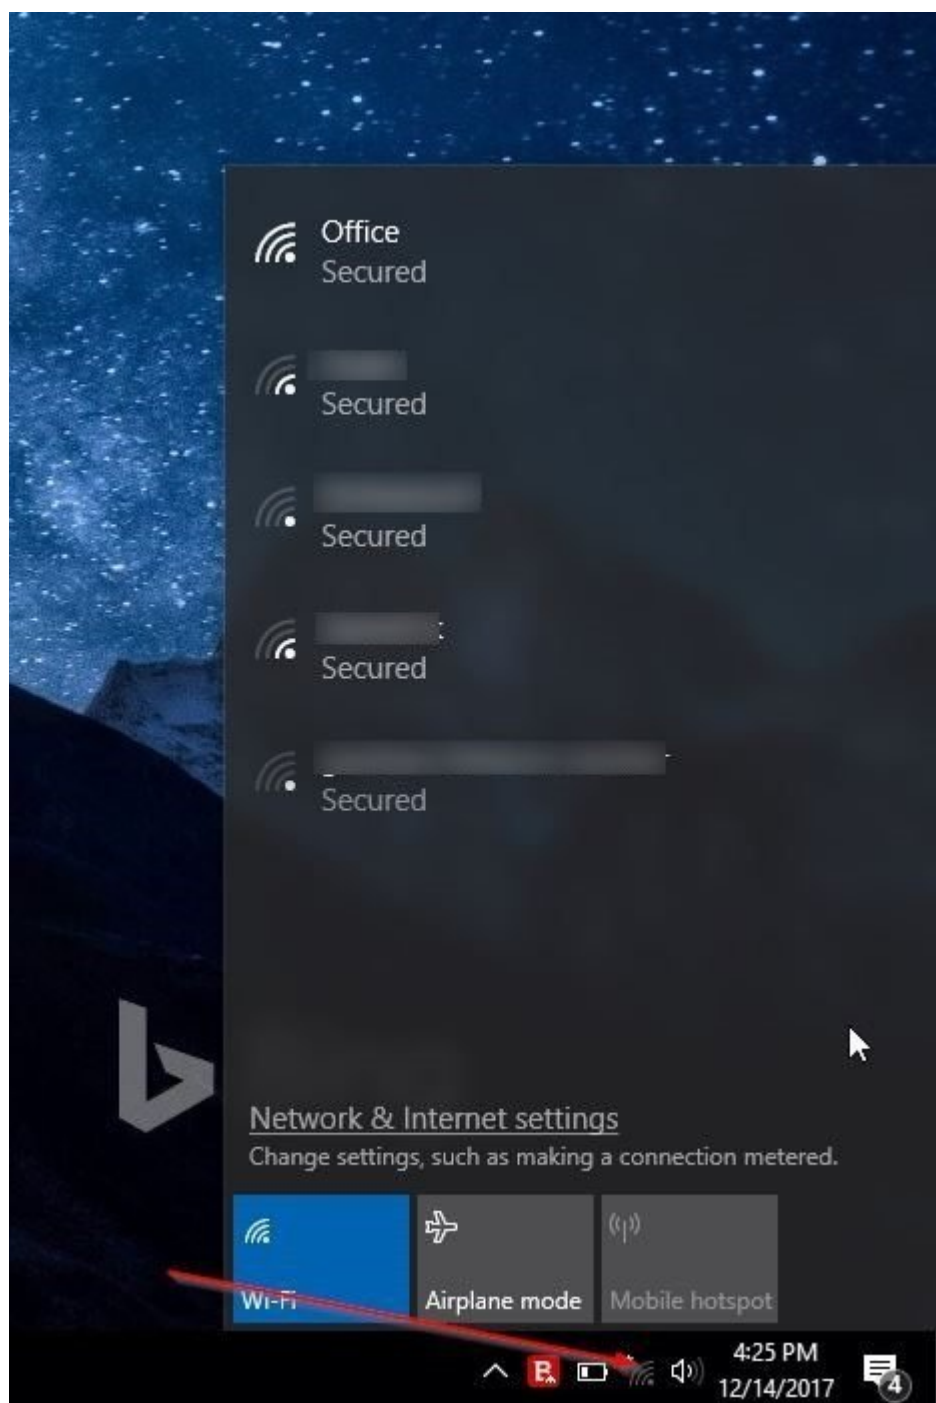 Office
Secured
Secured
Secured
Secured
Secured
Network & Internet settings
Change settings, such as making a connection metered.
Wi-Fi
Airplane mode
Mobile hotspot
4:25 PM
12/14/2017
4